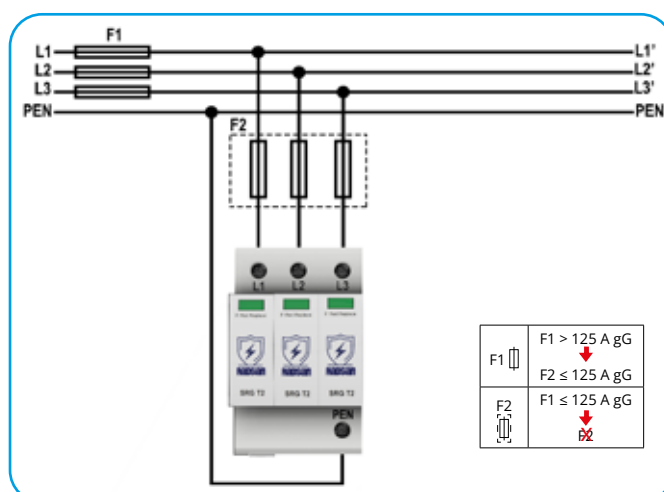 F1
L1
L1'
L2
L2'
L3
L3'
PEN
PEN
F2
L1
L2
L3
SRG T2
SRG T2
SRG T2
PEN
F1
F1 > 125 A gG
F2 ≤ 125 A gG
F2
F1 ≤ 125 A gG
F2